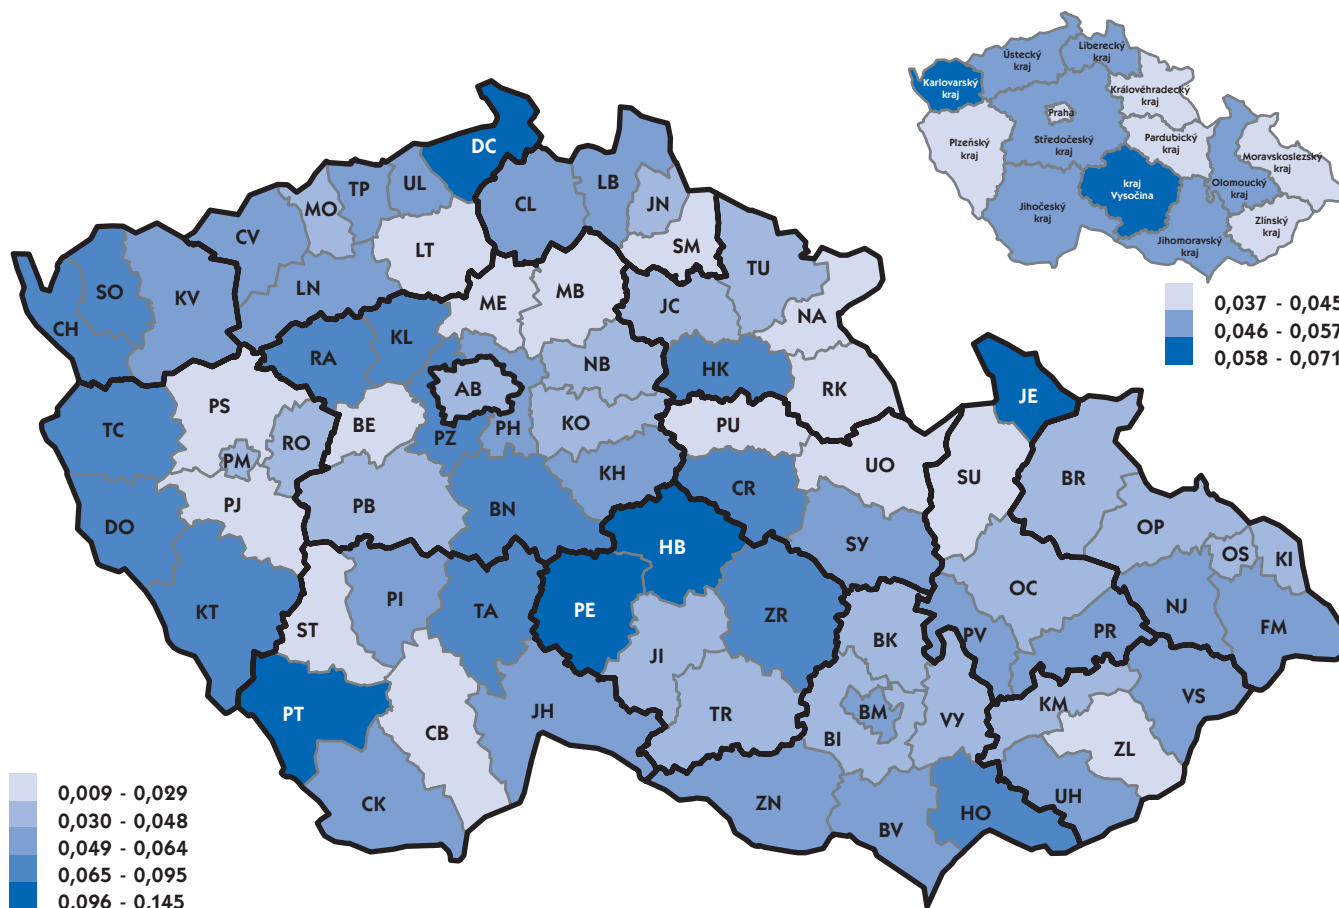 Ústecký
kraj
Liberecký
kraj
Karlovarský
kraj
Královéhradecký
kraj
Praha
Středočeský
kraj
Pardubický
kraj
Plzeňský
kraj
Moravskoslezský
kraj
kraj
Vysočina
Olomoucký
kraj
Jihočeský
kraj
Zlínský
kraj
Jihomoravský
kraj
0,037 - 0,045
0,046 - 0,057
0,058 - 0,071
DC
TP
UL
LB
MO
CL
JN
CV
LT
SM
TU
SO
KV
LN
ME
MB
JC
NA
CH
RA
KL
NB
HK
AB
RK
JE
PS
BE
TC
RO
PZ
PH
KO
PU
PM
UO
SU
BR
PJ
PB
KH
CR
DO
BN
OP
HB
SY
OS
KI
KT
PI
TA
PE
ZR
OC
NJ
ST
FM
BK
PV
PR
JI
PT
JH
TR
BM
VY
KM
VS
CB
BI
ZL
CK
ZN
BV
HO
UH
0,009 - 0,029
0,030 - 0,048
0,049 - 0,064
0,065 - 0,095
0,096 - 0,145